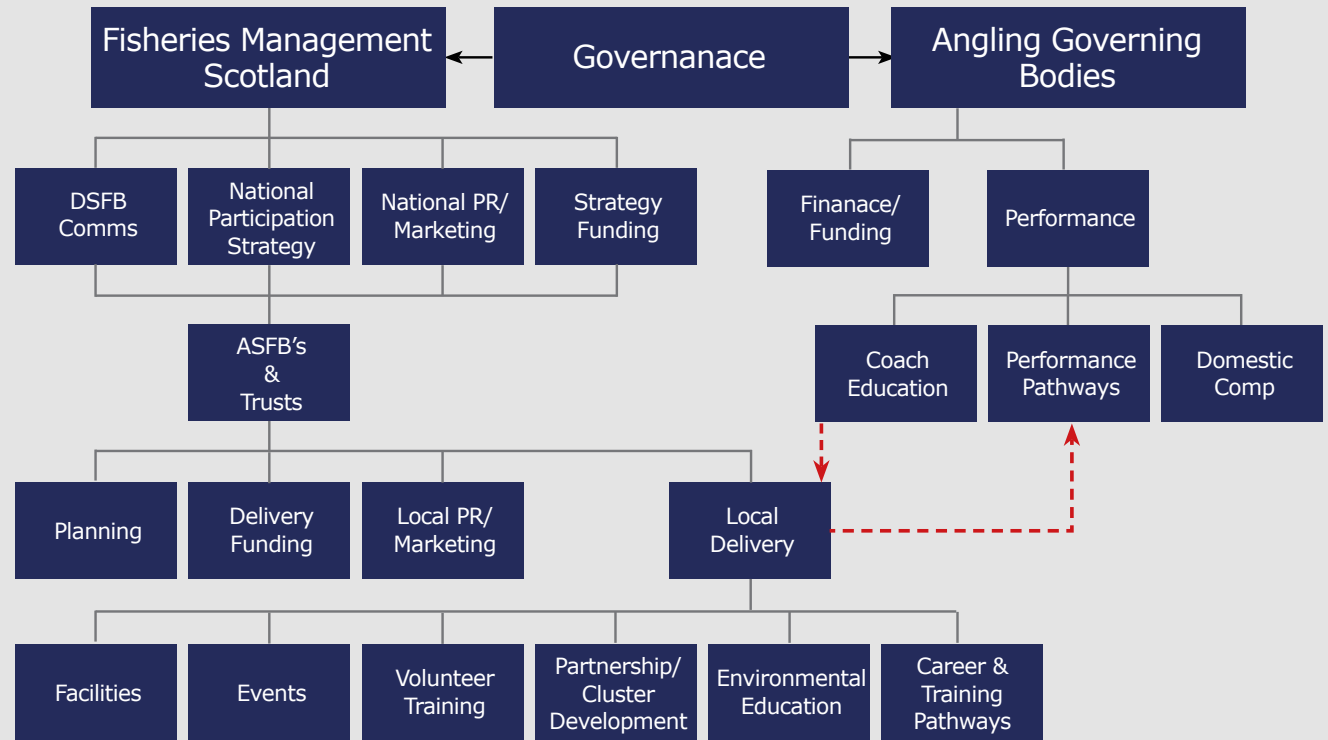 Fisheries Management
Scotland
Governanace
Angling Governing
Bodies
DSFB
Comms
National
Participation
Strategy
National PR/
Marketing
Strategy
Funding
Finanace/
Funding
Performance
ASFB's
&
Trusts
Coach
Education
Performance
Pathways
Domestic
Comp
Planning
Delivery
Funding
Local PR/
Marketing
Local
Delivery
Facilities
Events
Volunteer
Training
Partnership/
Cluster
Development
Environmental
Education
Career &
Training
Pathways